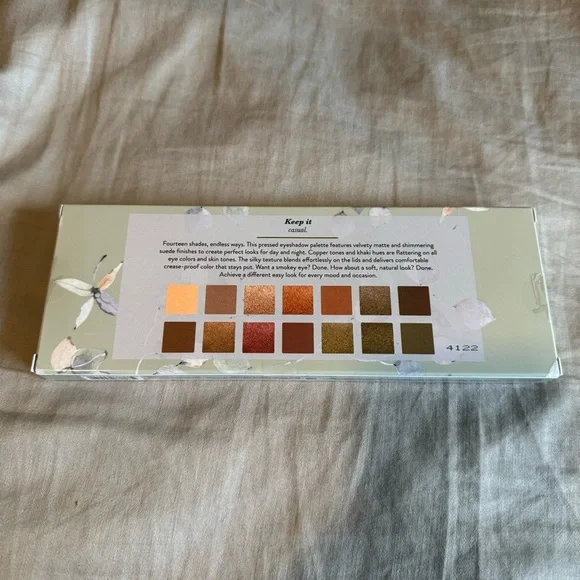 Keep it
casual.
Fourteen shades, endless ways. This pressed eyeshadow palette features velvety matte and shimmering
suede finishes to create perfect looks for day and night. Copper tones and khaki hues are flattering on all
eye colors and skin tones. The silky texture blends effortlessly on the lids and delivers comfortable
crease-proof color that stays put. Want a smokey eye? Done. How about a soft, natural look? Done.
Achieve a different easy look for every mood and occasion.
4122